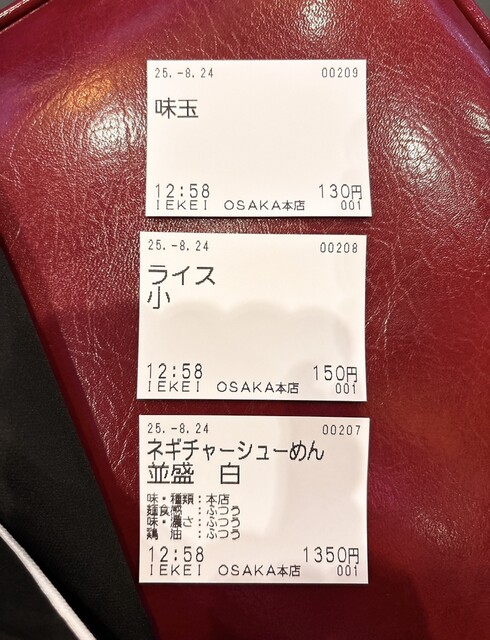 25.-8.24 00209
味玉
12:58 130円
IEKEI OSAKA本店 001
25.-8.24 00208
ライス
小
12:58 150円
IEKEI OSAKA本店 001
25.-8.24 00207
ネギチャーシューめん
並盛 白
味・種類：本店
麺食感：ふつう
味・濃さ：ふつう
鶏 油：ふつう
12:58 1350円
IEKEI OSAKA本店 001